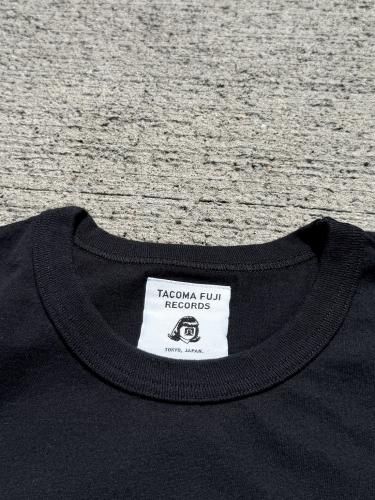 TACOMA FUJI
RECORDS
TOKYO, JAPAN.